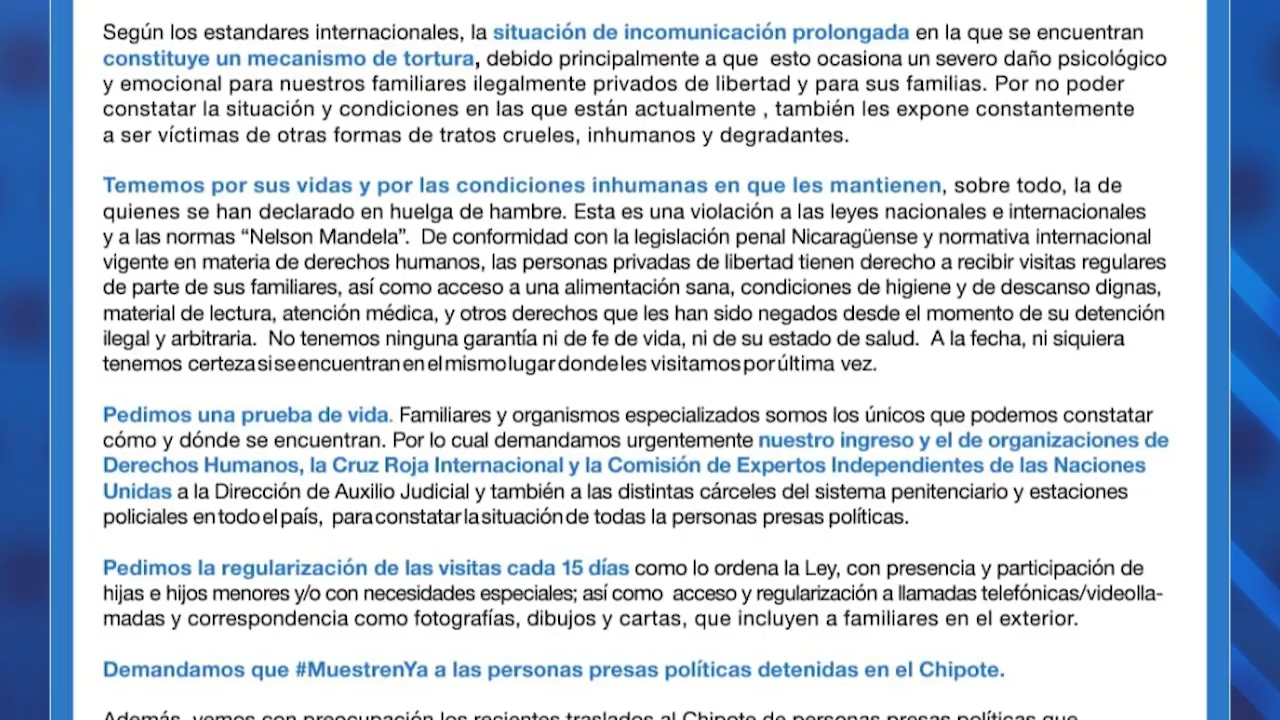 Según los estandares internacionales, la situación de incomunicación prolongada en la que se encuentran
constituye un mecanismo de tortura, debido principalmente a que esto ocasiona un severo daño psicológico
y emocional para nuestros familiares ilegalmente privados de libertad y para sus familias. Por no poder
constatar la situación y condiciones en las que están actualmente , también les expone constantemente
a ser víctimas de otras formas de tratos crueles, inhumanos y degradantes.
Tememos por sus vidas y por las condiciones inhumanas en que les mantienen, sobre todo, la de
quienes se han declarado en huelga de hambre. Esta es una violación a las leyes nacionales e internacionales
y a las normas “Nelson Mandela”. De conformidad con la legislación penal Nicaragüense y normativa internacional
vigente en materia de derechos humanos, las personas privadas de libertad tienen derecho a recibir visitas regulares
de parte de sus familiares, así como acceso a una alimentación sana, condiciones de higiene y de descanso dignas,
material de lectura, atención médica, y otros derechos que les han sido negados desde el momento de su detención
ilegal y arbitraria. No tenemos ninguna garantía ni de fe de vida, ni de su estado de salud. A la fecha, ni siquiera
tenemos certeza si se encuentran en el mismo lugar donde les visitamos por última vez.
Pedimos una prueba de vida. Familiares y organismos especializados somos los únicos que podemos constatar
cómo y dónde se encuentran. Por lo cual demandamos urgentemente nuestro ingreso y el de organizaciones de
Derechos Humanos, la Cruz Roja Internacional y la Comisión de Expertos Independientes de las Naciones
Unidas a la Dirección de Auxilio Judicial y también a las distintas cárceles del sistema penitenciario y estaciones
policiales en todo el país, para constatar la situación de todas la personas presas políticas.
Pedimos la regularización de las visitas cada 15 días como lo ordena la Ley, con presencia y participación de
hijas e hijos menores y/o con necesidades especiales; así como acceso y regularización a llamadas telefónicas/videolla-
madas y correspondencia como fotografías, dibujos y cartas, que incluyen a familiares en el exterior.
Demandamos que #MuestrenYa a las personas presas políticas detenidas en el Chipote.
Además, vemos con preocupación los recientes traslados al Chipote de personas presas políticas que